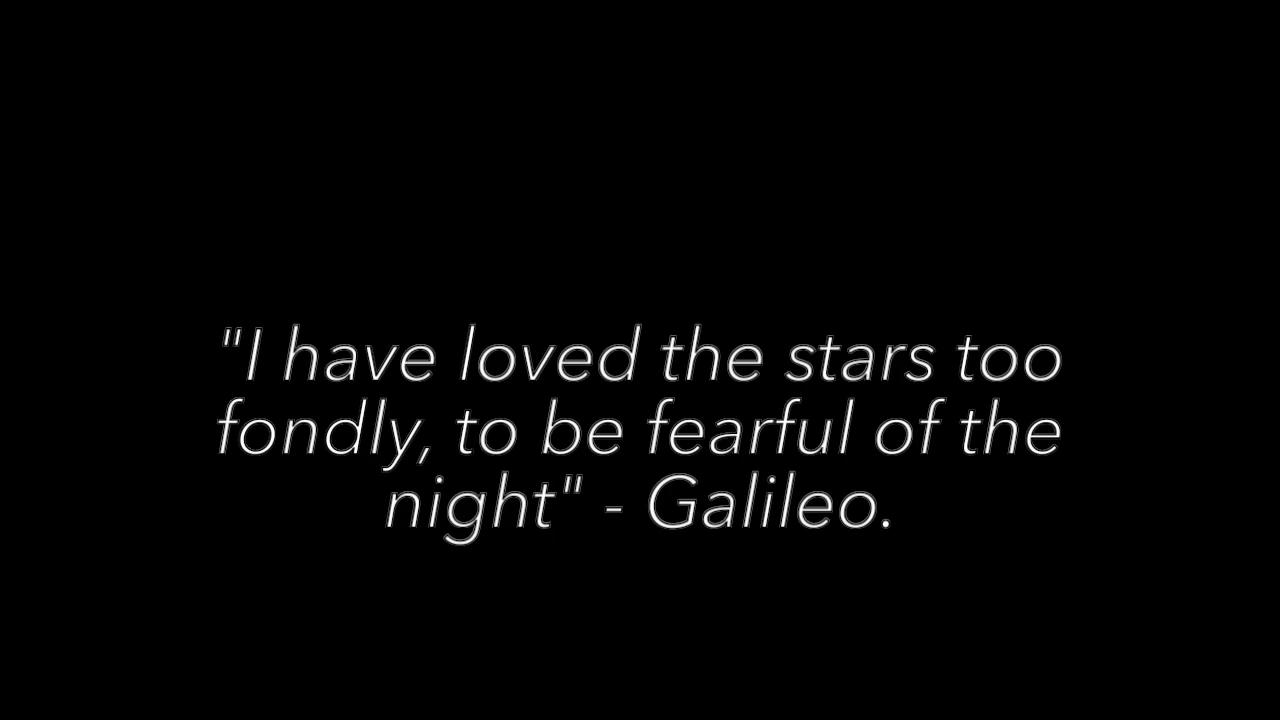 "I have loved the stars too
fondly, to be fearful of the
night" - Galileo.